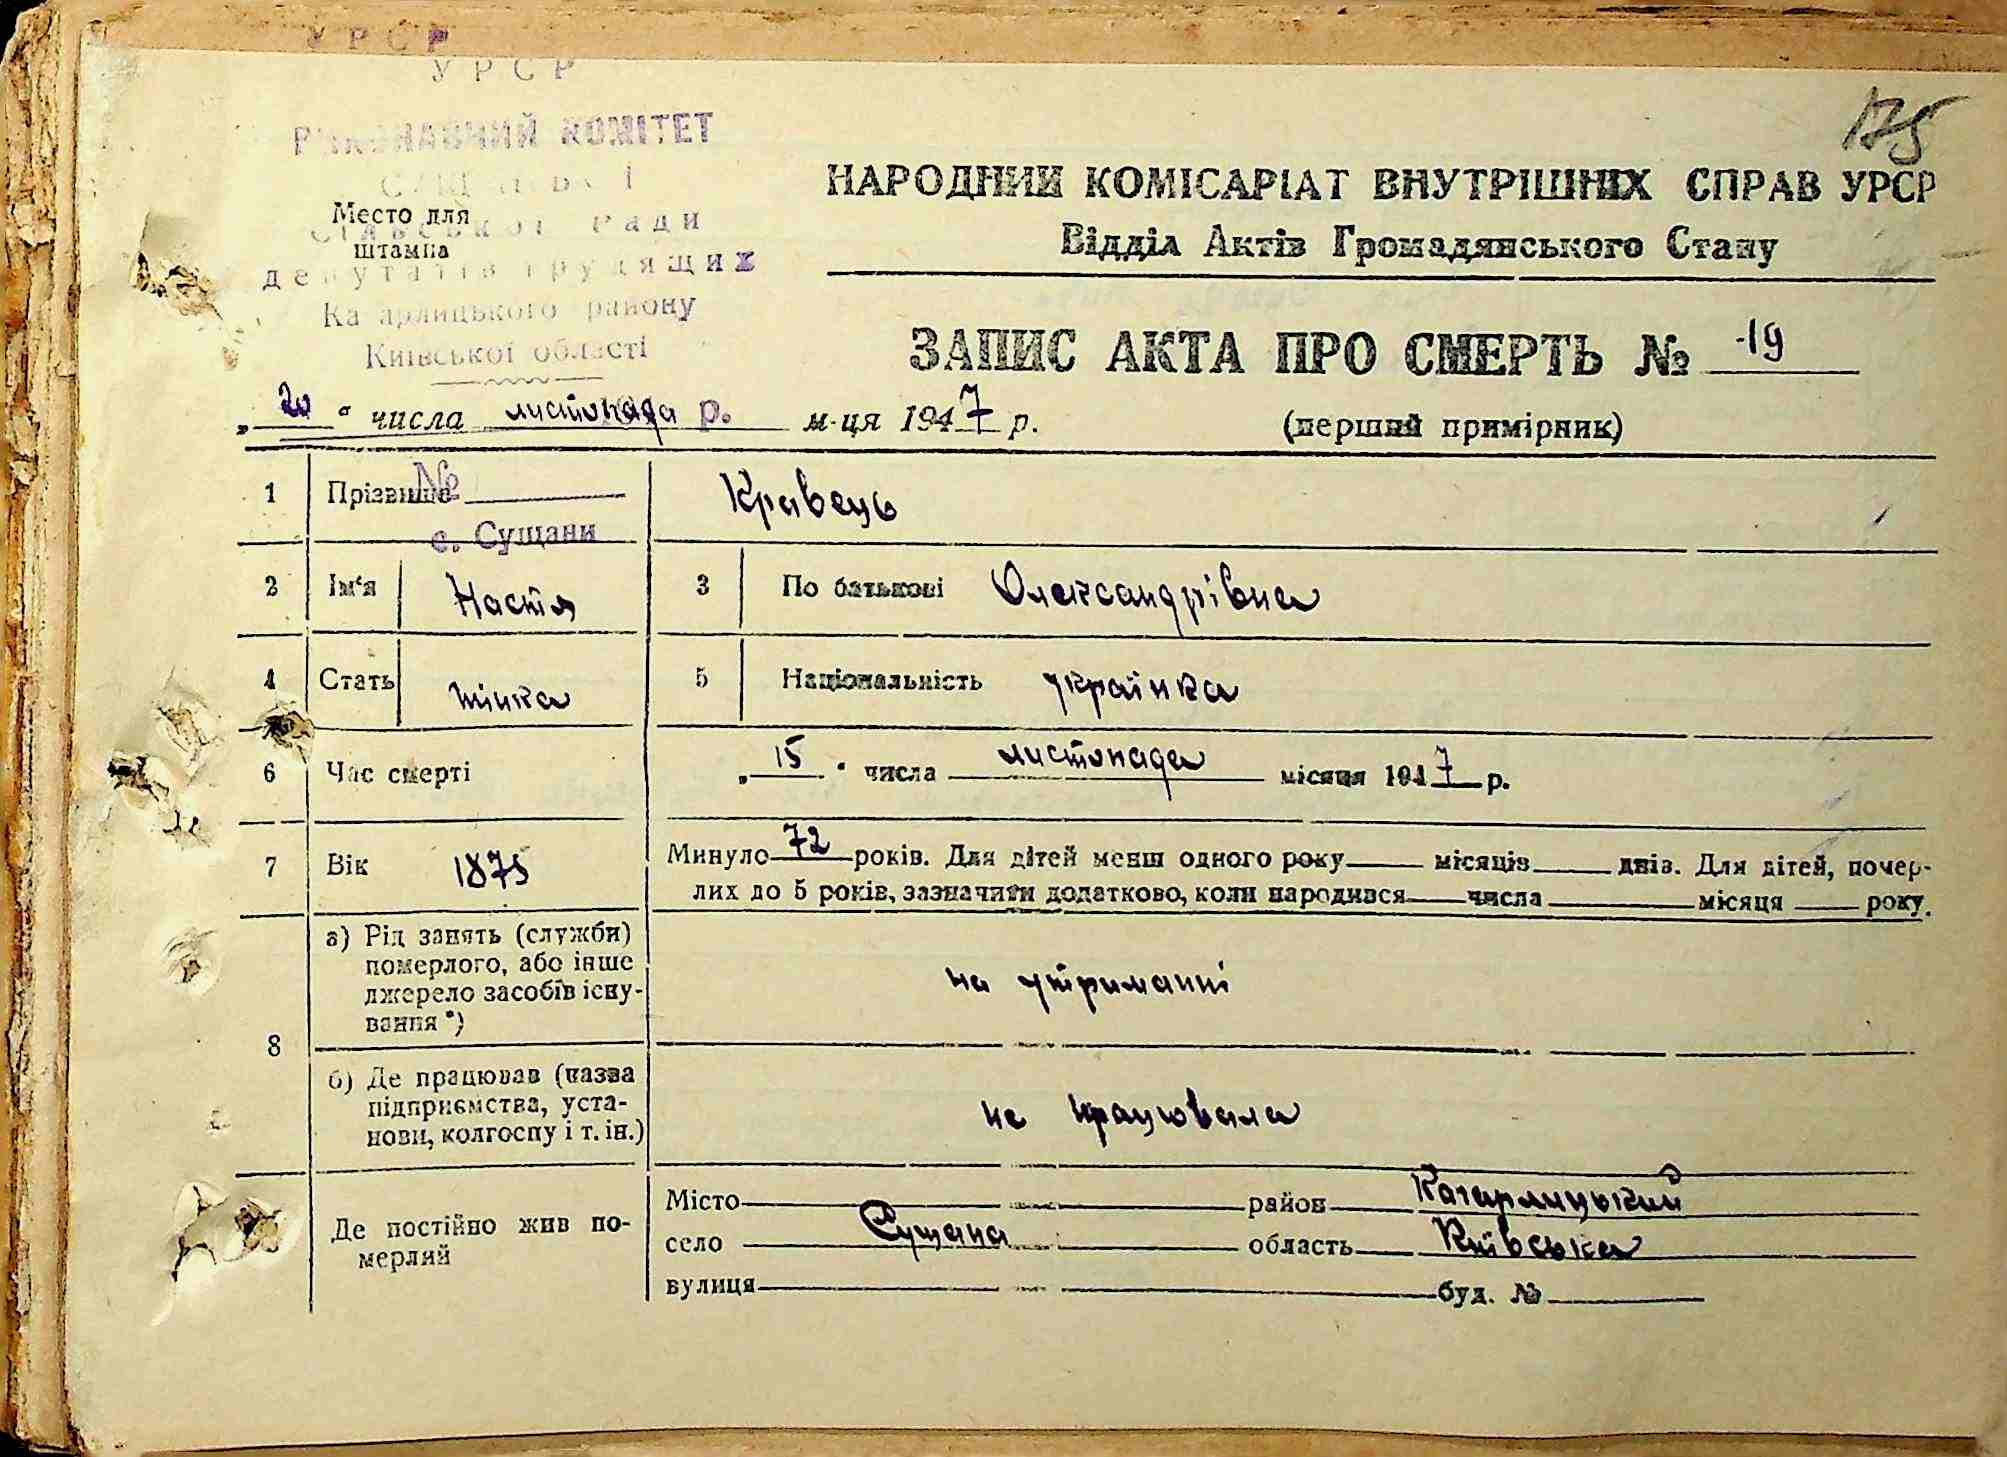 УРСР
УРСР
175
ВИКОНАВЧИЙ КОМІТЕТ
Місто для
штампа
ради
депутатів трудящих
Кагарлицького району
Київської області
НАРОДНИЙ КОМІСАРІАТ ВНУТРІШНІХ СПРАВ УРСР
Відділ Актів Громадянського Стану
ЗАПИС АКТА ПРО СМЕРТЬ № 19
„20“ числа листопада р. м-ця 1947 р.
(перший примірник)
1 Прізвище Кравець
№
с. Сущани
2 Ім'я Настя 3 По батькові Олександрівна
4 Стать жінка 5 Національність українка
6 Час смерті „15“ числа листопада місяця 1947 р.
7 Вік 1875 Минуло 72 років. Для дітей менш одного року місяців днів. Для дітей, помер-
лих до 5 років, зазначити додатково, коли народився числа місяця року.
8 а) Рід занять (служби)
померлого, або інше
джерело засобів існу-
вання *)
на утриманні
б) Де працював (назва
підприємства, уста-
нови, колгоспу і т. ін.)
не працювала
Де постійно жив по-
мерлий
Місто район Кагарлицький
село Сущана область Київська
вулиця буд. №